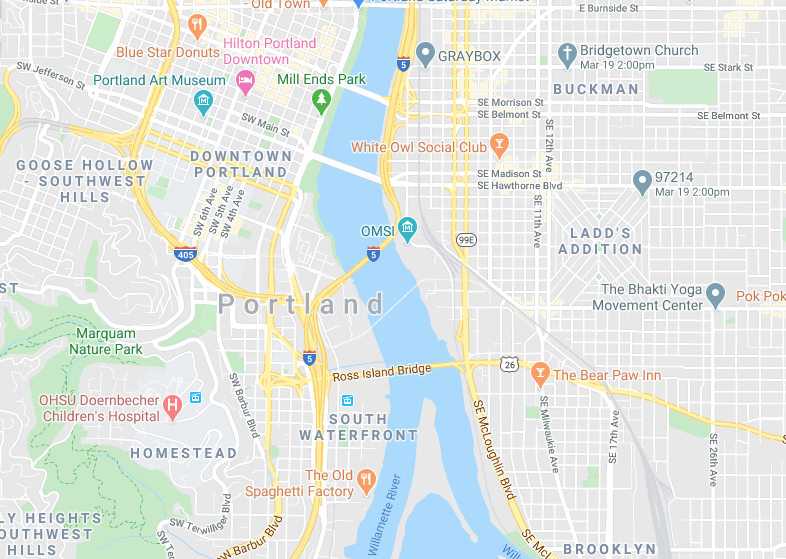 - Old Town
E Burnside St
Blue Star Donuts
GRAYBOX
Bridgetown Church
Mar 19 2:00pm
Hilton Portland
Downtown
5
SW Jefferson St
SE Stark St
Portland Art Museum
Mill Ends Park
BUCKMAN
SE Morrison St
SE Belmont St
SE Belmont St
SW Main St
White Owl Social Club
SE 12th Ave
DOWNTOWN
PORTLAND
GOOSE HOLLOW
- SOUTHWEST
HILLS
SE Madison St
SE Hawthorne Blvd
97214
Mar 19 2:00pm
SW 6th Ave
SW 5th Ave
SW 4th Ave
SE 11th Ave
OMSI
99E
LADD'S
ADDITION
405
5
ST
The Bhakti Yoga
Movement Center
Pok Pok
Portland
Marquam
Nature Park
5
Ross Island Bridge
26
The Bear Paw Inn
SW Barbur Blvd
OHSU Doernbecher
Children's Hospital
SOUTH
WATERFRONT
SE McLoughlin Blvd
SE Milwaukie Ave
SE 17th Ave
SE 26th Ave
HOMESTEAD
The Old
Spaghetti Factory
Willamette River
SW Terwilliger Blvd
LY HEIGHTS
OUTHWEST
HILLS
SW Barbur Blvd
SW Te
SE McL
BROOKLYN